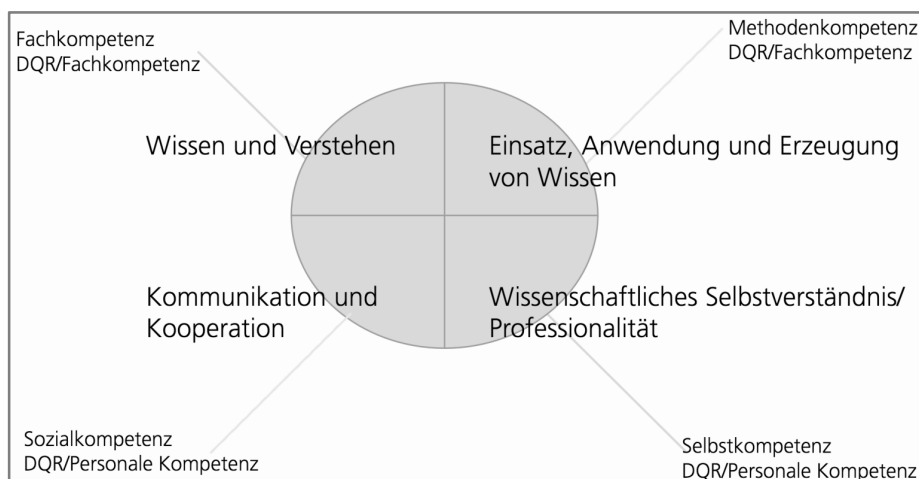 Fachkompetenz
DQR/Fachkompetenz
Methodenkompetenz
DQR/Fachkompetenz
Wissen und Verstehen
Einsatz, Anwendung und Erzeugung
von Wissen
Kommunikation und
Kooperation
Wissenschaftliches Selbstverständnis/
Professionalität
Sozialkompetenz
DQR/Personale Kompetenz
Selbstkompetenz
DQR/Personale Kompetenz